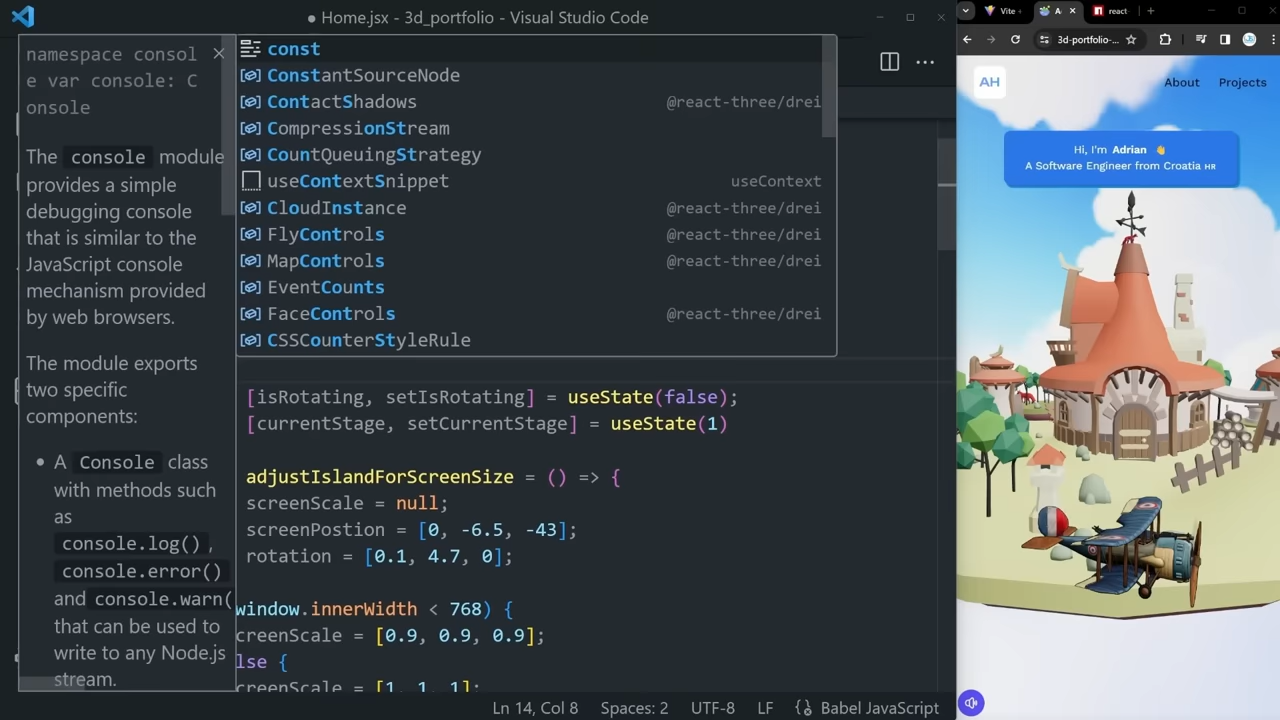 ● Home.jsx - 3d_portfolio - Visual Studio Code
namespace consol
e var console: C
onsole
The console module
provides a simple
debugging console
that is similar to the
JavaScript console
mechanism provided
by web browsers.
The module exports
two specific
components:
● A Console class
with methods such
as
console.log(),
console.error()
and console.warn(
that can be used to
write to any Node.js
stream.
const
ConstantSourceNode
ContactShadows @react-three/drei
CompressionStream
CountQueuingStrategy
useContextSnippet useContext
CloudInstance @react-three/drei
FlyControls @react-three/drei
MapControls @react-three/drei
EventCounts
FaceControls @react-three/drei
CSSCounterStyleRule
[isRotating, setIsRotating] = useState(false);
[currentStage, setCurrentStage] = useState(1)
adjustIslandForScreenSize = () => {
screenScale = null;
screenPostion = [0, -6.5, -43];
rotation = [0.1, 4.7, 0];
window.innerWidth < 768) {
creenScale = [0.9, 0.9, 0.9];
lse {
creenScale = [1, 1, 1];
Ln 14, Col 8 Spaces: 2 UTF-8 LF Babel JavaScript
Vite + A react
3d-portfolio-...
AH About Projects
Hi, I'm Adrian 👋
A Software Engineer from Croatia HR